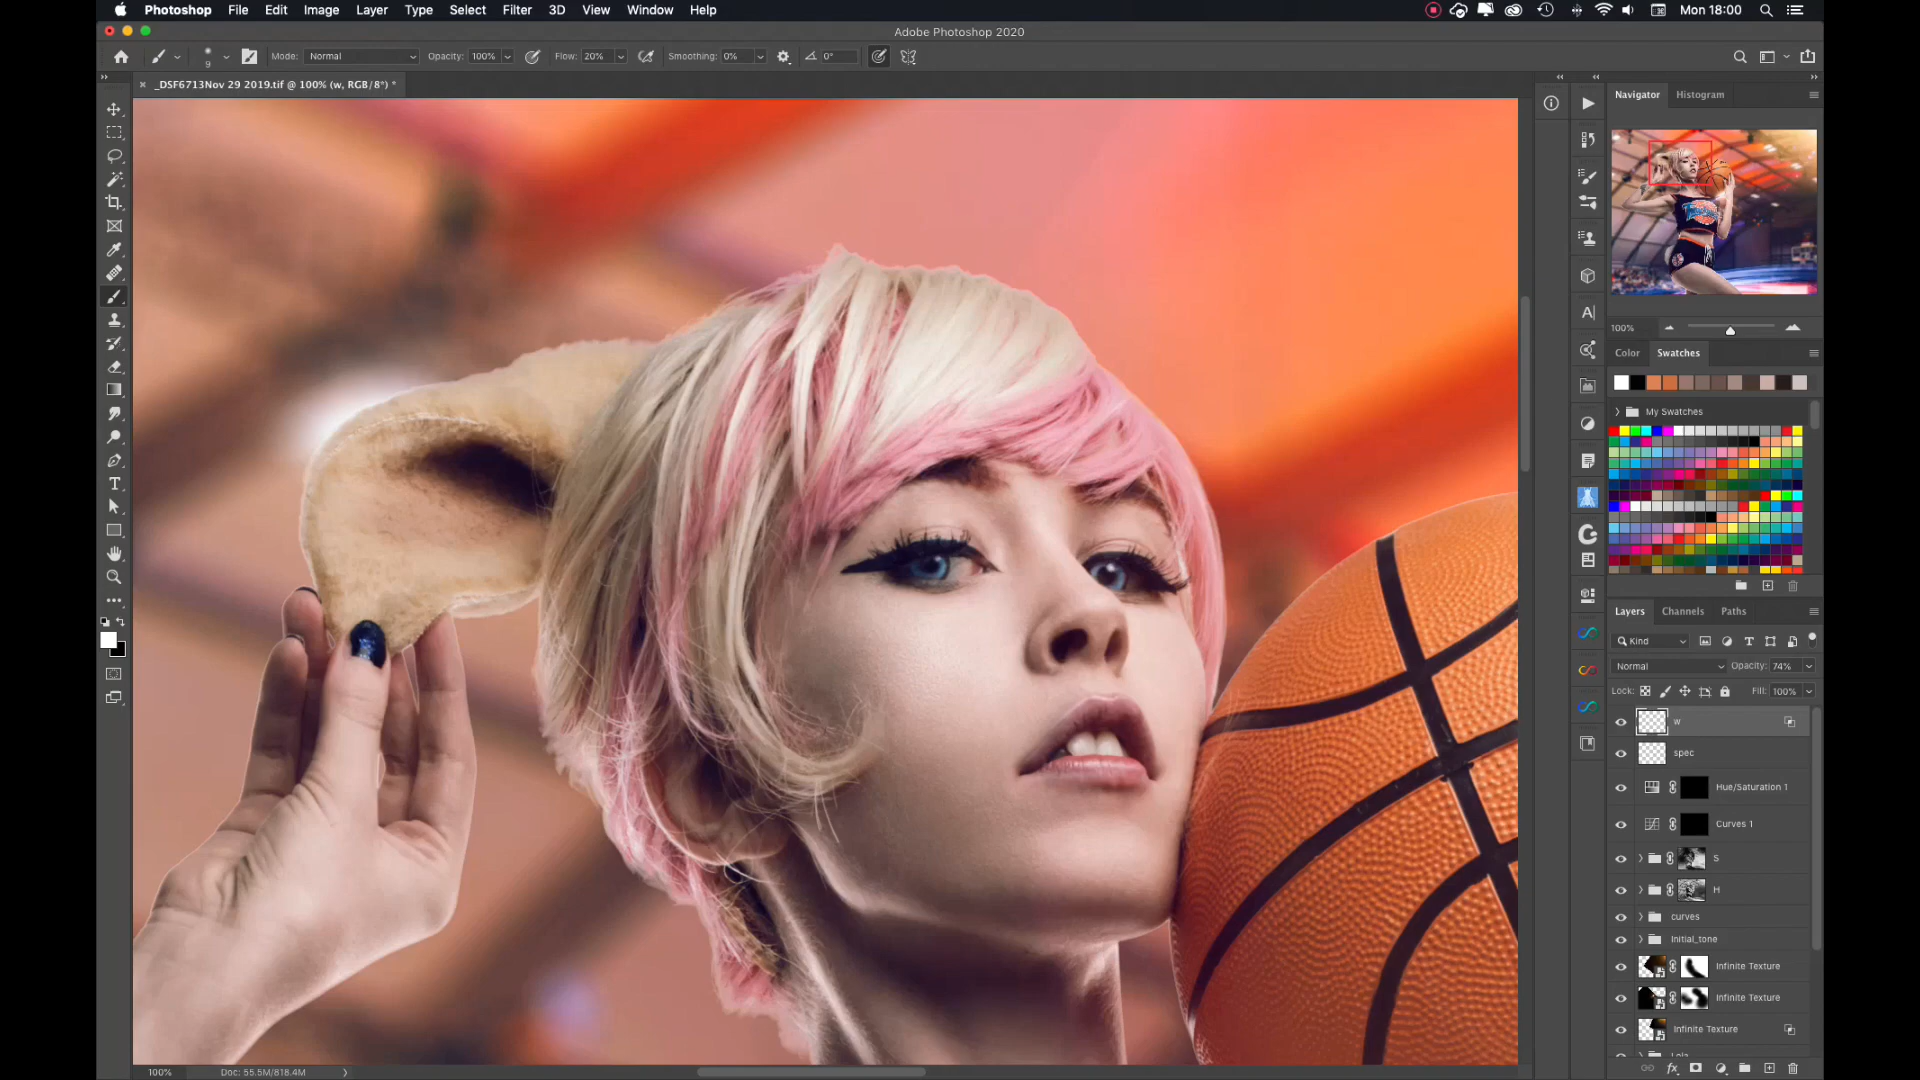 Photoshop File Edit Image Layer Type Select Filter 3D View Window Help Mon 18:00
Adobe Photoshop 2020
9 Mode: Normal Opacity: 100% Flow: 20% Smoothing: 0% 0°
_DSF6713Nov 29 2019.tif @ 100% (w, RGB/8*) *
Navigator Histogram
100%
Color Swatches
My Swatches
Layers Channels Paths
Kind
Normal Opacity: 74%
Lock: Fill: 100%
w
spec
Hue/Saturation 1
Curves 1
S
H
curves
Initial_tone
Infinite Texture
Infinite Texture
Infinite Texture
Lola
100% Doc: 55.5M/818.4M